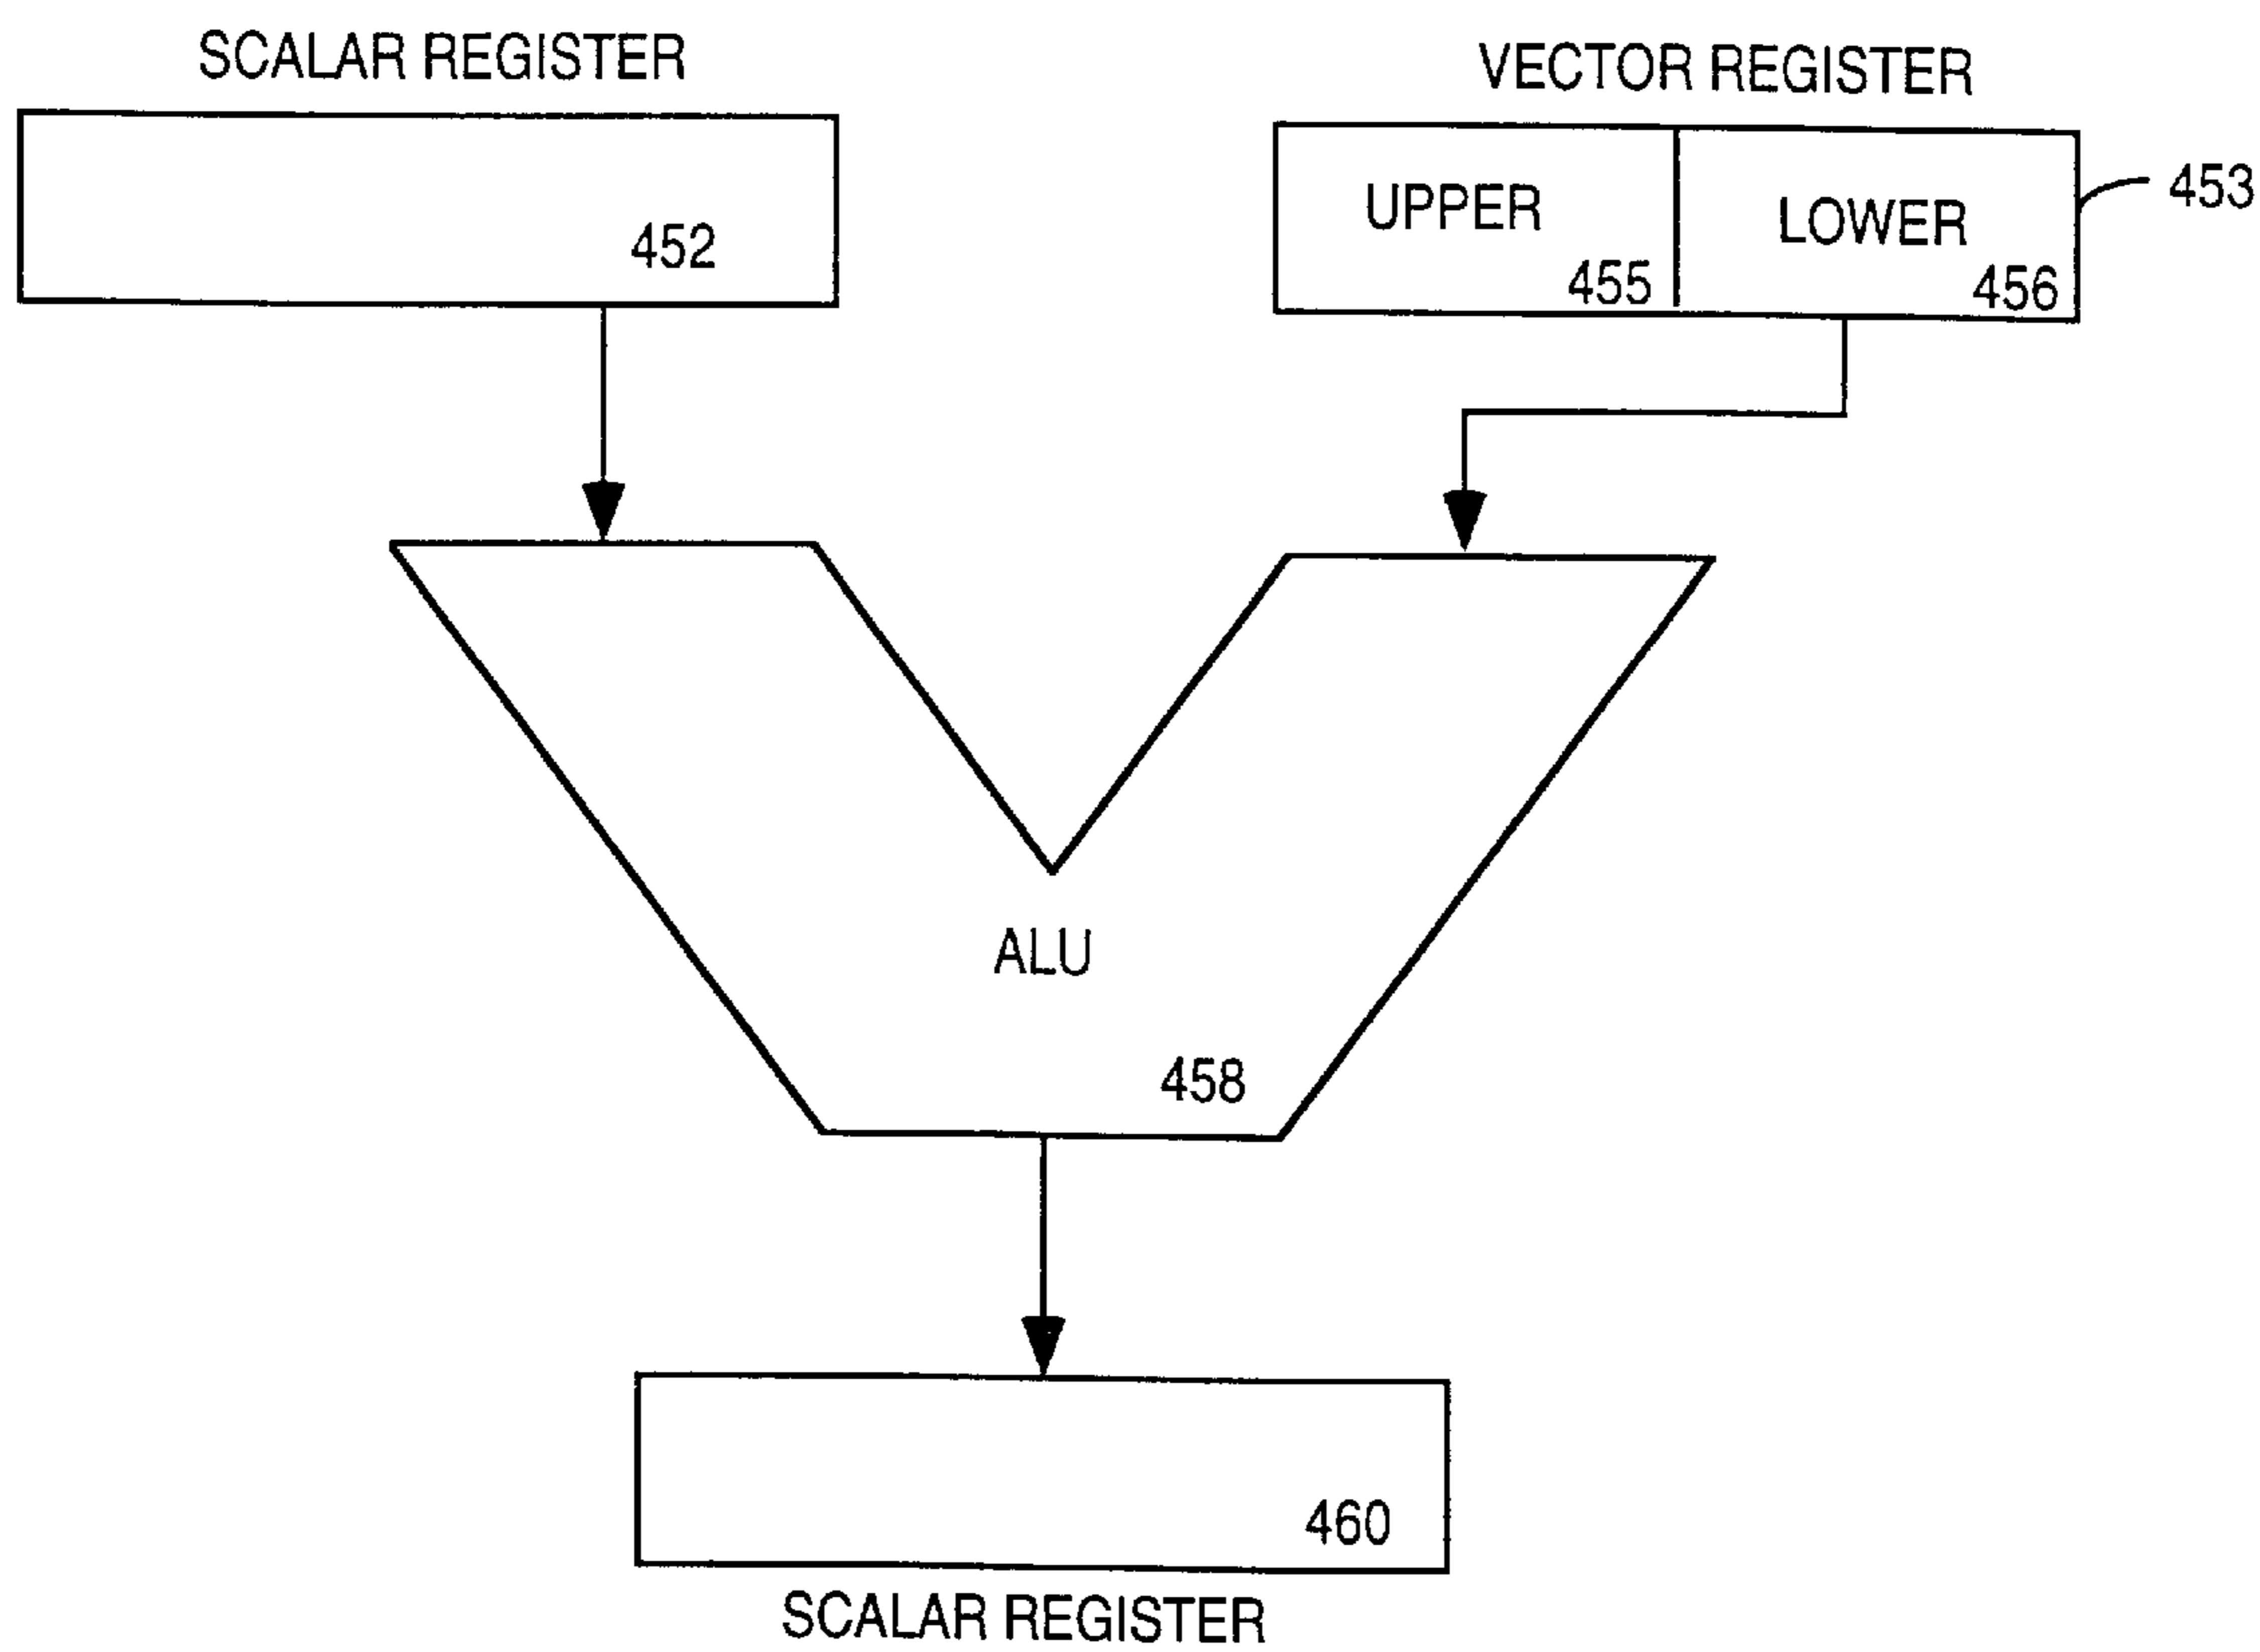 SCALAR REGISTER
VECTOR REGISTER
452
UPPER
455
LOWER
456
453
ALU
458
460
SCALAR REGISTER